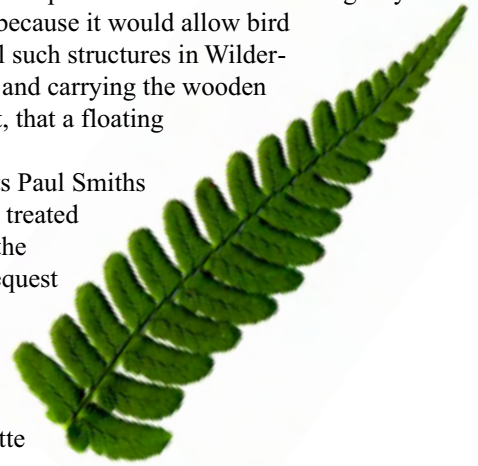 because it would allow bird
l such structures in Wilder-
and carrying the wooden
t, that a floating
s Paul Smiths
treated
the
equest
tte